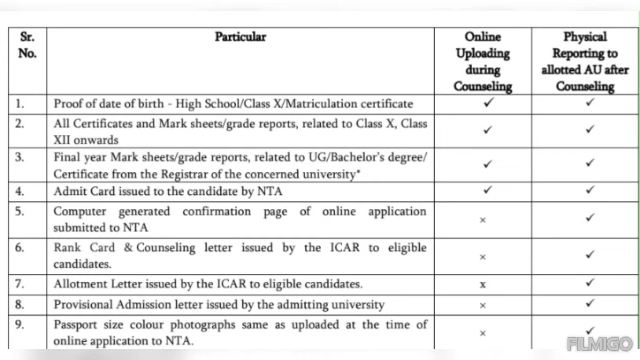 Sr. No. Particular Online Uploading during Counseling Physical Reporting to allotted AU after Counseling
1. Proof of date of birth - High School/Class X/Matriculation certificate ✓ ✓
2. All Certificates and Mark sheets/grade reports, related to Class X, Class
XII onwards ✓ ✓
3. Final year Mark sheets/grade reports, related to UG/Bachelor's degree/
Certificate from the Registrar of the concerned university* ✓ ✓
4. Admit Card issued to the candidate by NTA ✓ ✓
5. Computer generated confirmation page of online application
submitted to NTA × ✓
6. Rank Card & Counseling letter issued by the ICAR to eligible
candidates. × ✓
7. Allotment Letter issued by the ICAR to eligible candidates. x ✓
8. Provisional Admission letter issued by the admitting university × ✓
9. Passport size colour photographs same as uploaded at the time of
online application to NTA. × ✓
FILMIGO